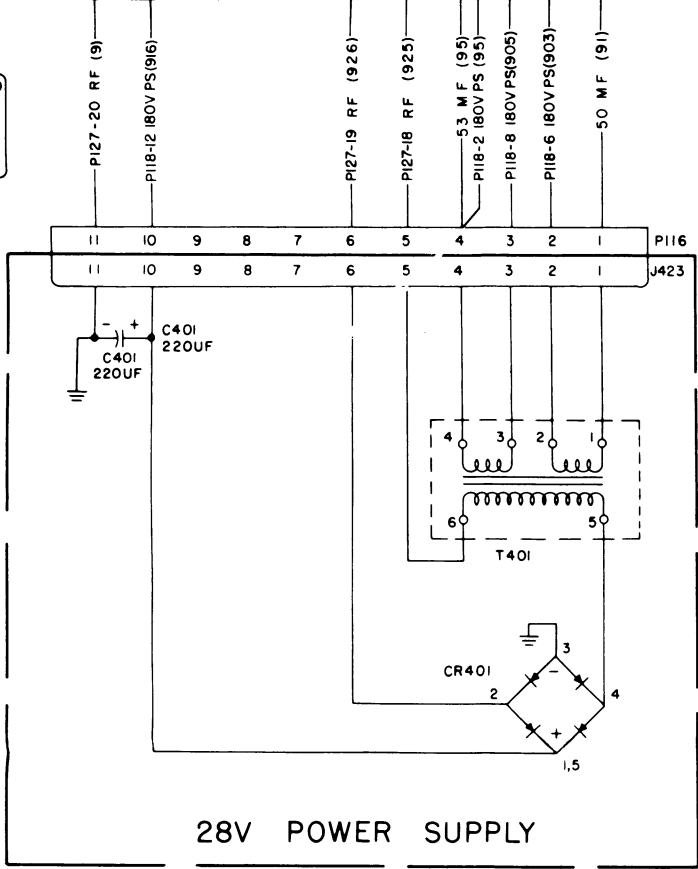 P127-20 RF (9)
P118-12 180V PS(916)
P127-19 RF (926)
P127-18 RF (925)
53 MF (95)
P118-2 180V PS (95)
P118-8 180V PS(905)
P118-6 180V PS(903)
50 MF (91)
11 10 9 8 7 6 5 4 3 2 1 P116
11 10 9 8 7 6 5 4 3 2 1 J423
- +
C401
220UF
C401
220UF
4 3 2 1
6 5
T401
3
CR401
-
2 4
+
1,5
28V POWER SUPPLY